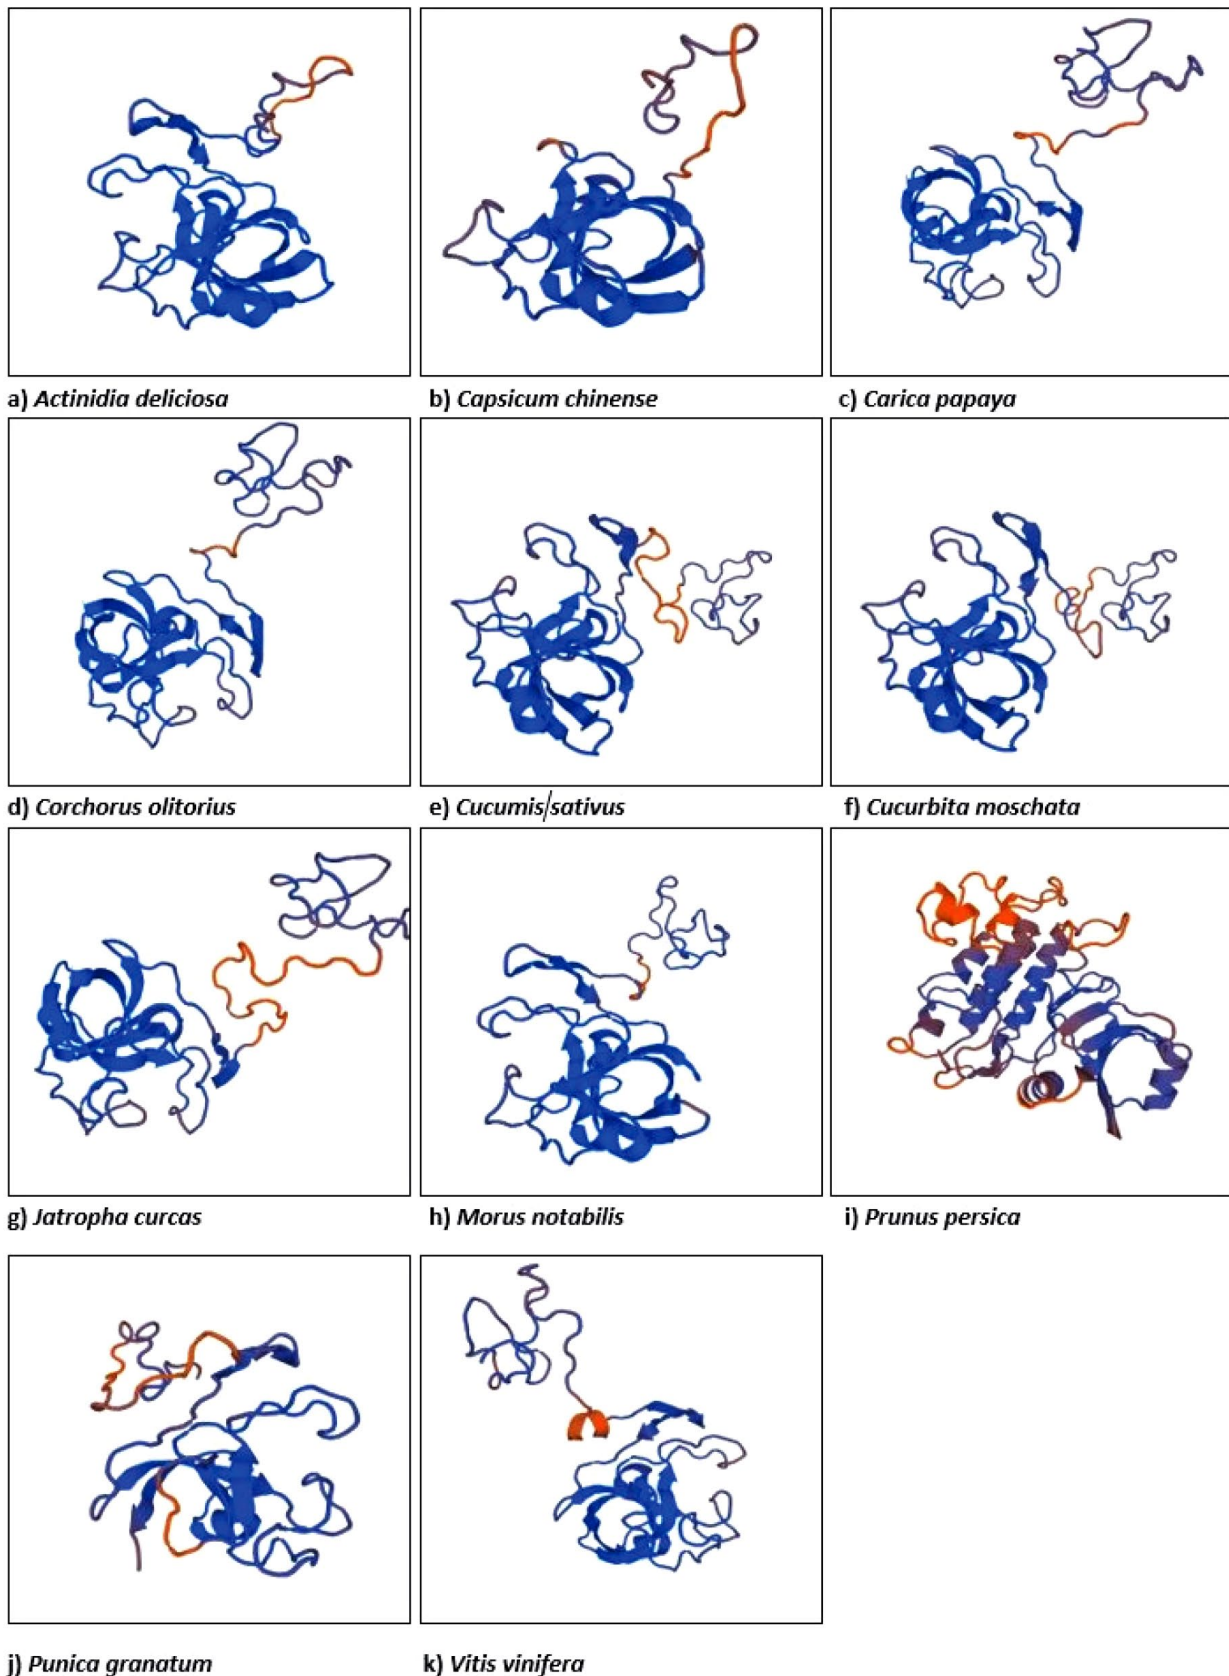 a) Actinidia deliciosa
b) Capsicum chinense
c) Carica papaya
d) Corchorus olitorius
e) Cucumis/sativus
f) Cucurbita moschata
g) Jatropha curcas
h) Morus notabilis
i) Prunus persica
j) Punica granatum
k) Vitis vinifera